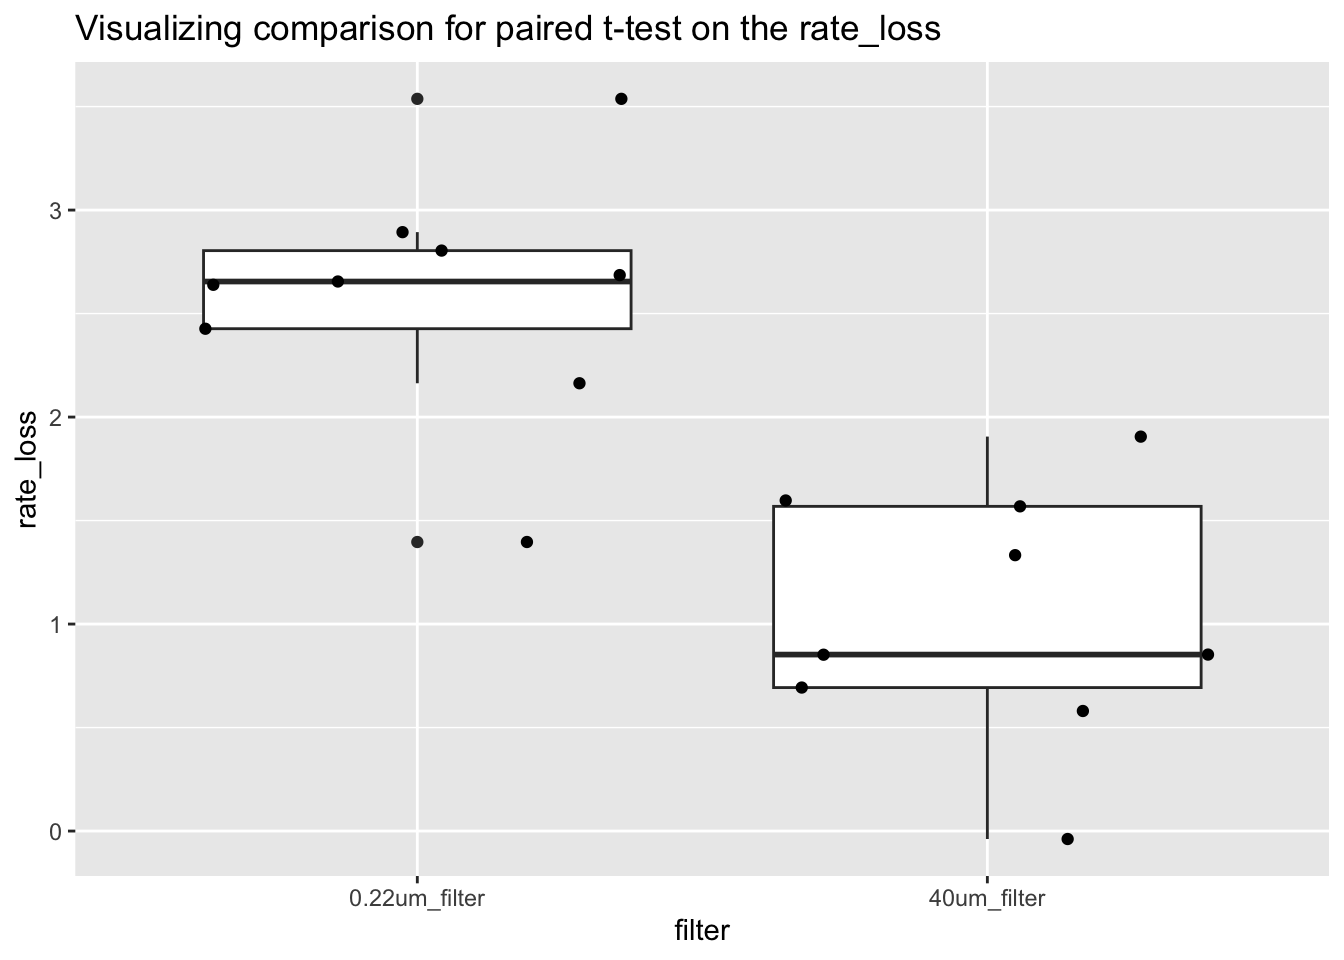 Visualizing comparison for paired t-test on the rate_loss
3
2
1
0
rate_loss
0.22um_filter
40um_filter
filter